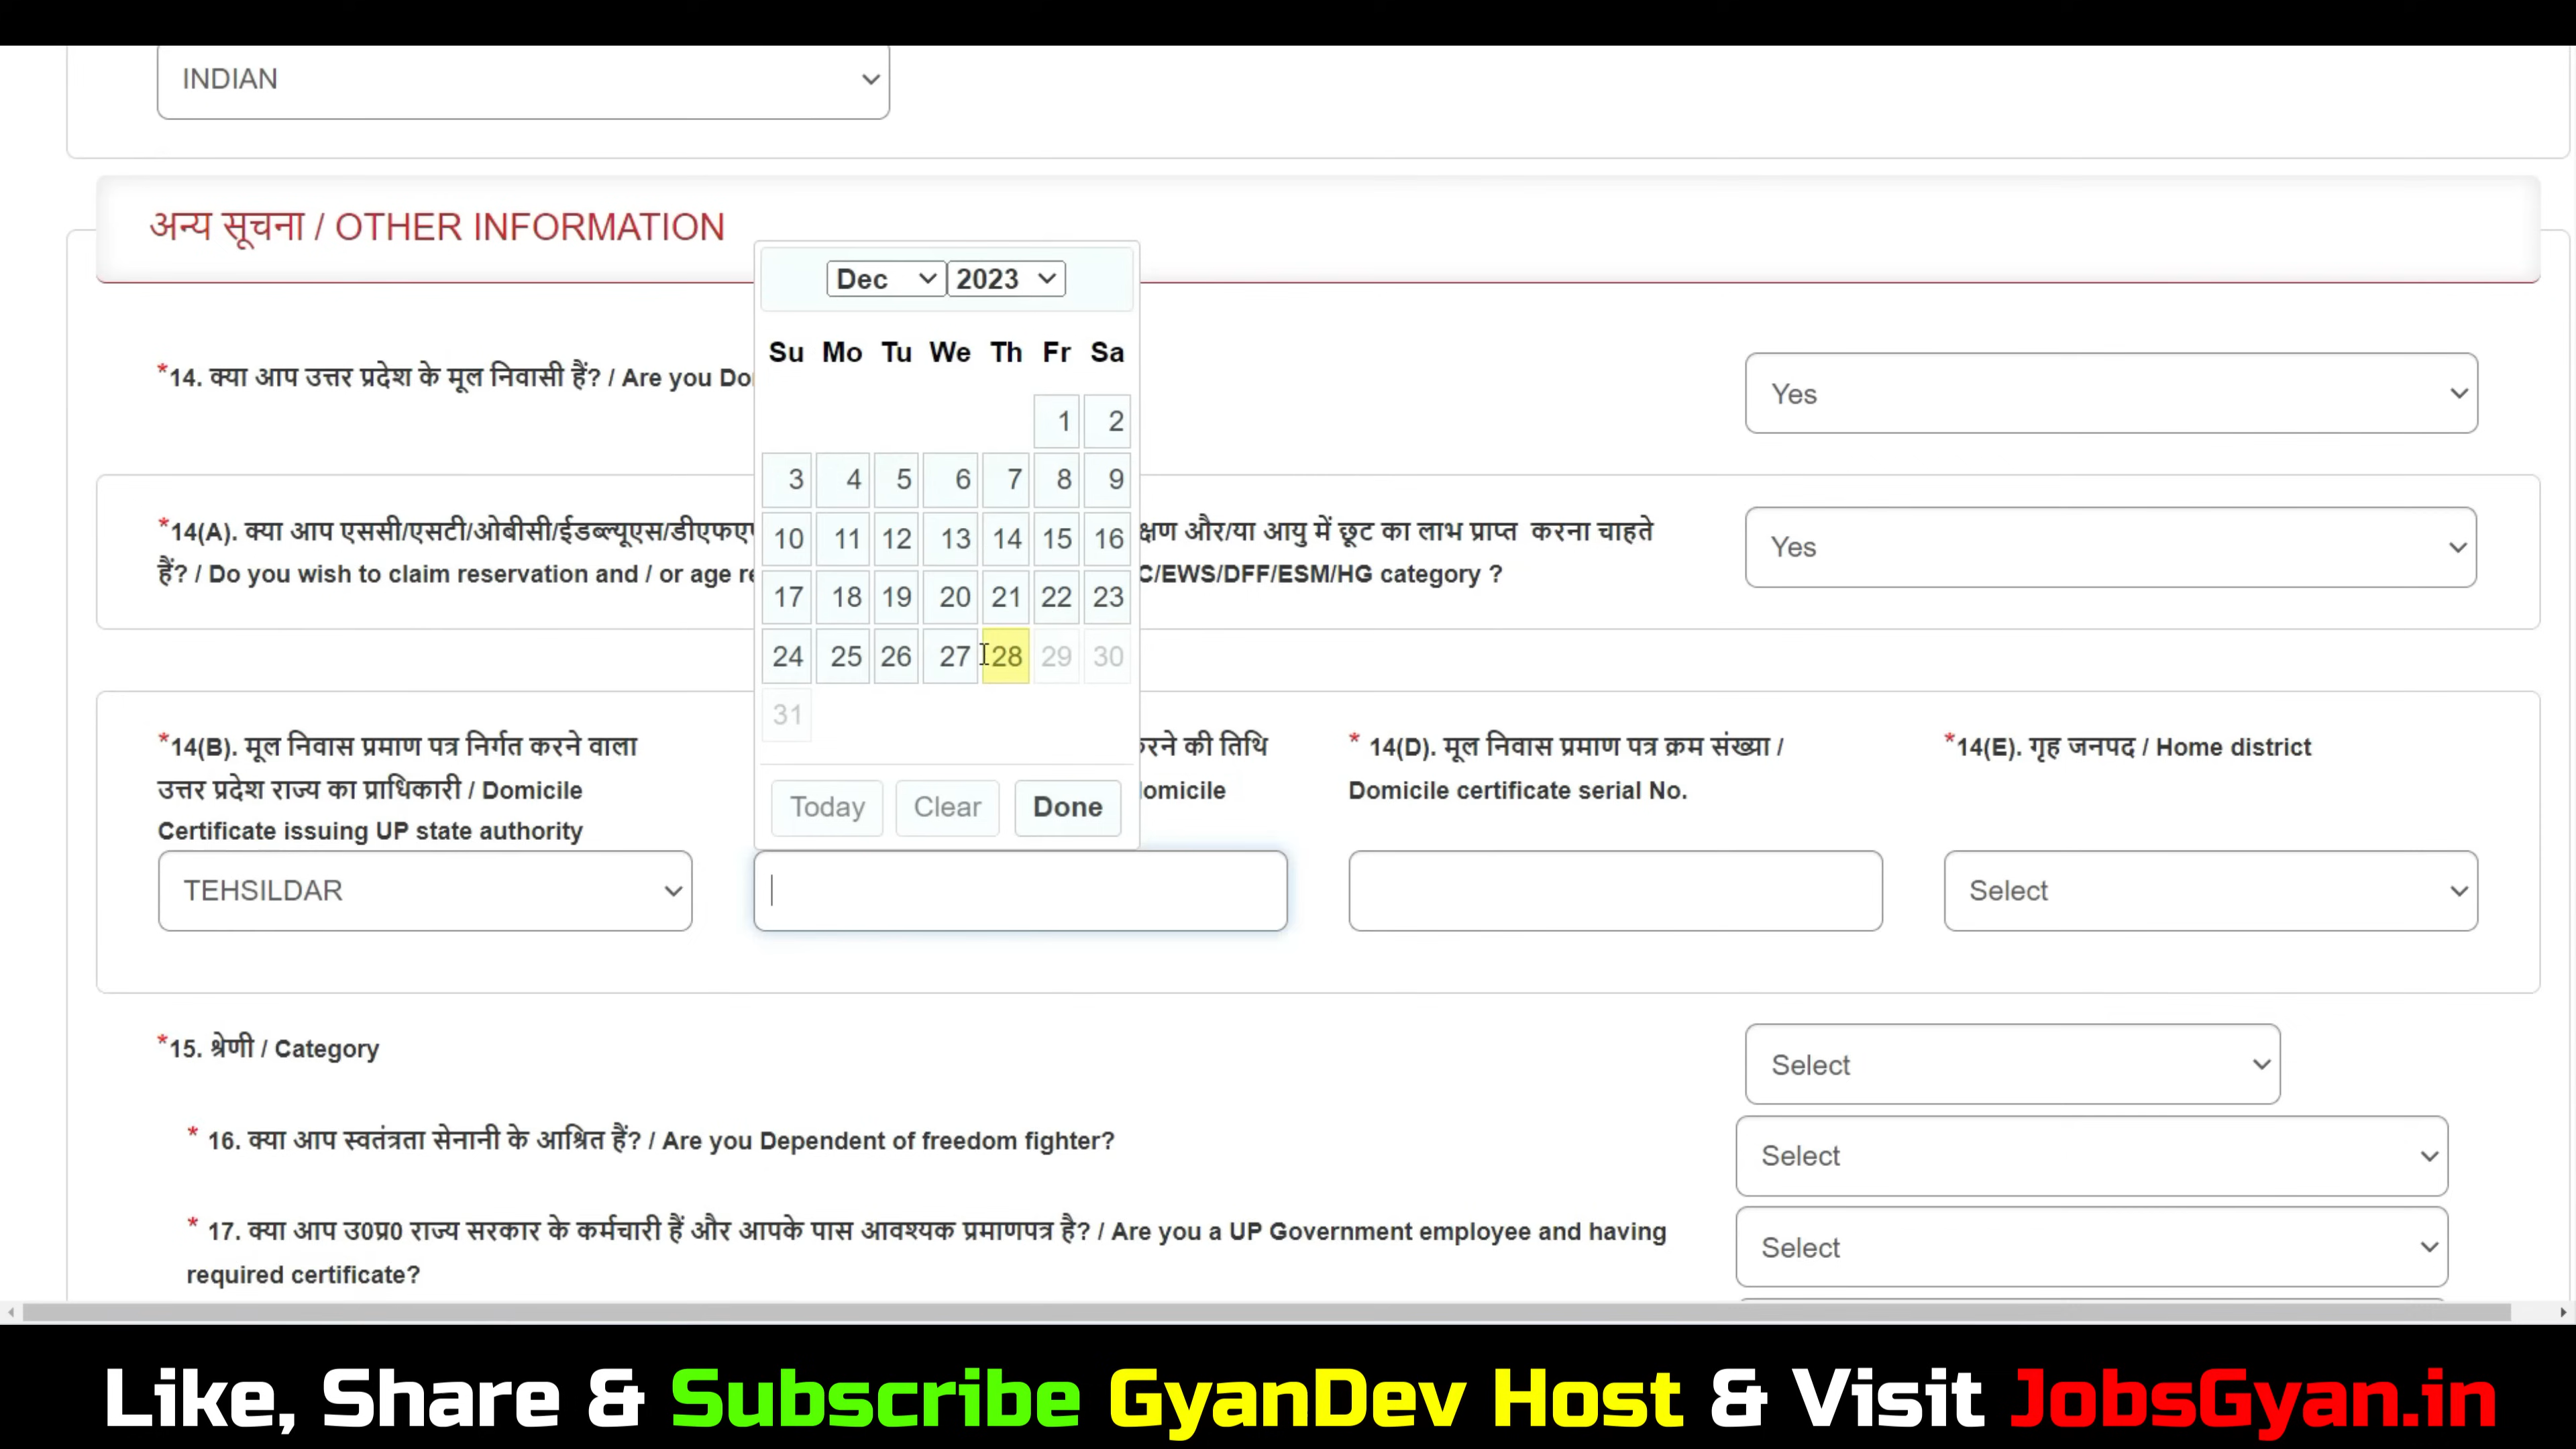 INDIAN
अन्य सूचना / OTHER INFORMATION
Dec 2023
Su Mo Tu We Th Fr Sa
1 2
3 4 5 6 7 8 9
10 11 12 13 14 15 16
17 18 19 20 21 22 23
24 25 26 27 28 29 30
31
Today Clear Done
*14. क्या आप उत्तर प्रदेश के मूल निवासी हैं? / Are you Do
Yes
*14(A). क्या आप एससी/एसटी/ओबीसी/ईडब्ल्यूएस/डीएफए
क्षण और/या आयु में छूट का लाभ प्राप्त करना चाहते
हैं? / Do you wish to claim reservation and / or age re
C/EWS/DFF/ESM/HG category ?
Yes
*14(B). मूल निवास प्रमाण पत्र निर्गत करने वाला
उत्तर प्रदेश राज्य का प्राधिकारी / Domicile
Certificate issuing UP state authority
TEHSILDAR
करने की तिथि
omicile
* 14(D). मूल निवास प्रमाण पत्र क्रम संख्या /
Domicile certificate serial No.
*14(E). गृह जनपद / Home district
Select
*15. श्रेणी / Category
Select
* 16. क्या आप स्वतंत्रता सेनानी के आश्रित हैं? / Are you Dependent of freedom fighter?
Select
* 17. क्या आप उ0प्र0 राज्य सरकार के कर्मचारी हैं और आपके पास आवश्यक प्रमाणपत्र है? / Are you a UP Government employee and having
required certificate?
Select
Like, Share & Subscribe GyanDev Host & Visit JobsGyan.in